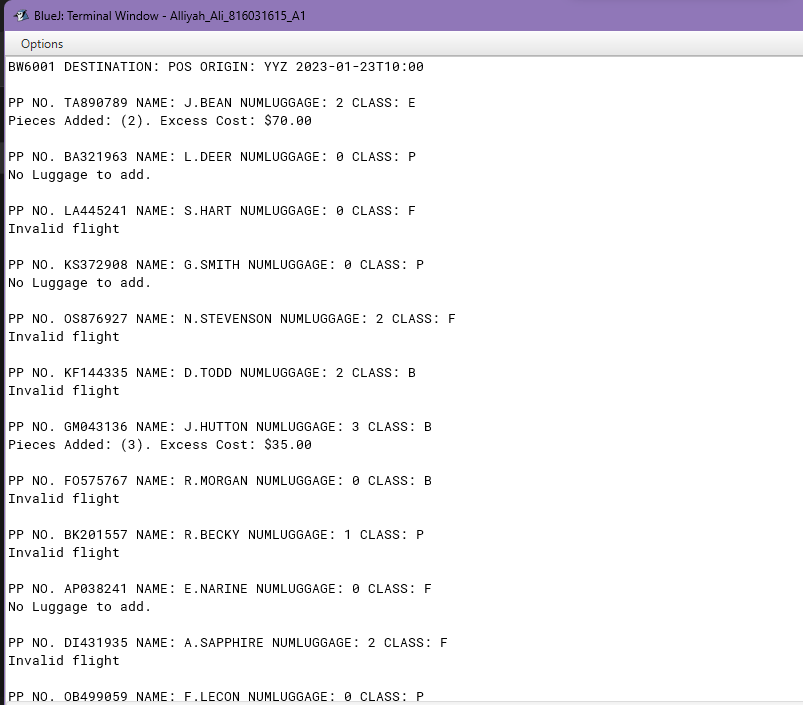 BlueJ: Terminal Window - Alliyah_Ali_816031615_A1
Options
BW6001 DESTINATION: POS ORIGIN: YYZ 2023-01-23T10:00
PP NO. TA890789 NAME: J.BEAN NUMLUGGAGE: 2 CLASS: E
Pieces Added: (2). Excess Cost: $70.00
PP NO. BA321963 NAME: L.DEER NUMLUGGAGE: 0 CLASS: P
No Luggage to add.
PP NO. LA445241 NAME: S.HART NUMLUGGAGE: 0 CLASS: F
Invalid flight
PP NO. KS372908 NAME: G.SMITH NUMLUGGAGE: 0 CLASS: P
No Luggage to add.
PP NO. OS876927 NAME: N.STEVENSON NUMLUGGAGE: 2 CLASS: F
Invalid flight
PP NO. KF144335 NAME: D.TODD NUMLUGGAGE: 2 CLASS: B
Invalid flight
PP NO. GM043136 NAME: J.HUTTON NUMLUGGAGE: 3 CLASS: B
Pieces Added: (3). Excess Cost: $35.00
PP NO. FO575767 NAME: R.MORGAN NUMLUGGAGE: 0 CLASS: B
Invalid flight
PP NO. BK201557 NAME: R.BECKY NUMLUGGAGE: 1 CLASS: P
Invalid flight
PP NO. AP038241 NAME: E.NARINE NUMLUGGAGE: 0 CLASS: F
No Luggage to add.
PP NO. DI431935 NAME: A.SAPPHIRE NUMLUGGAGE: 2 CLASS: F
Invalid flight
PP NO. OB499059 NAME: F.LECON NUMLUGGAGE: 0 CLASS: P